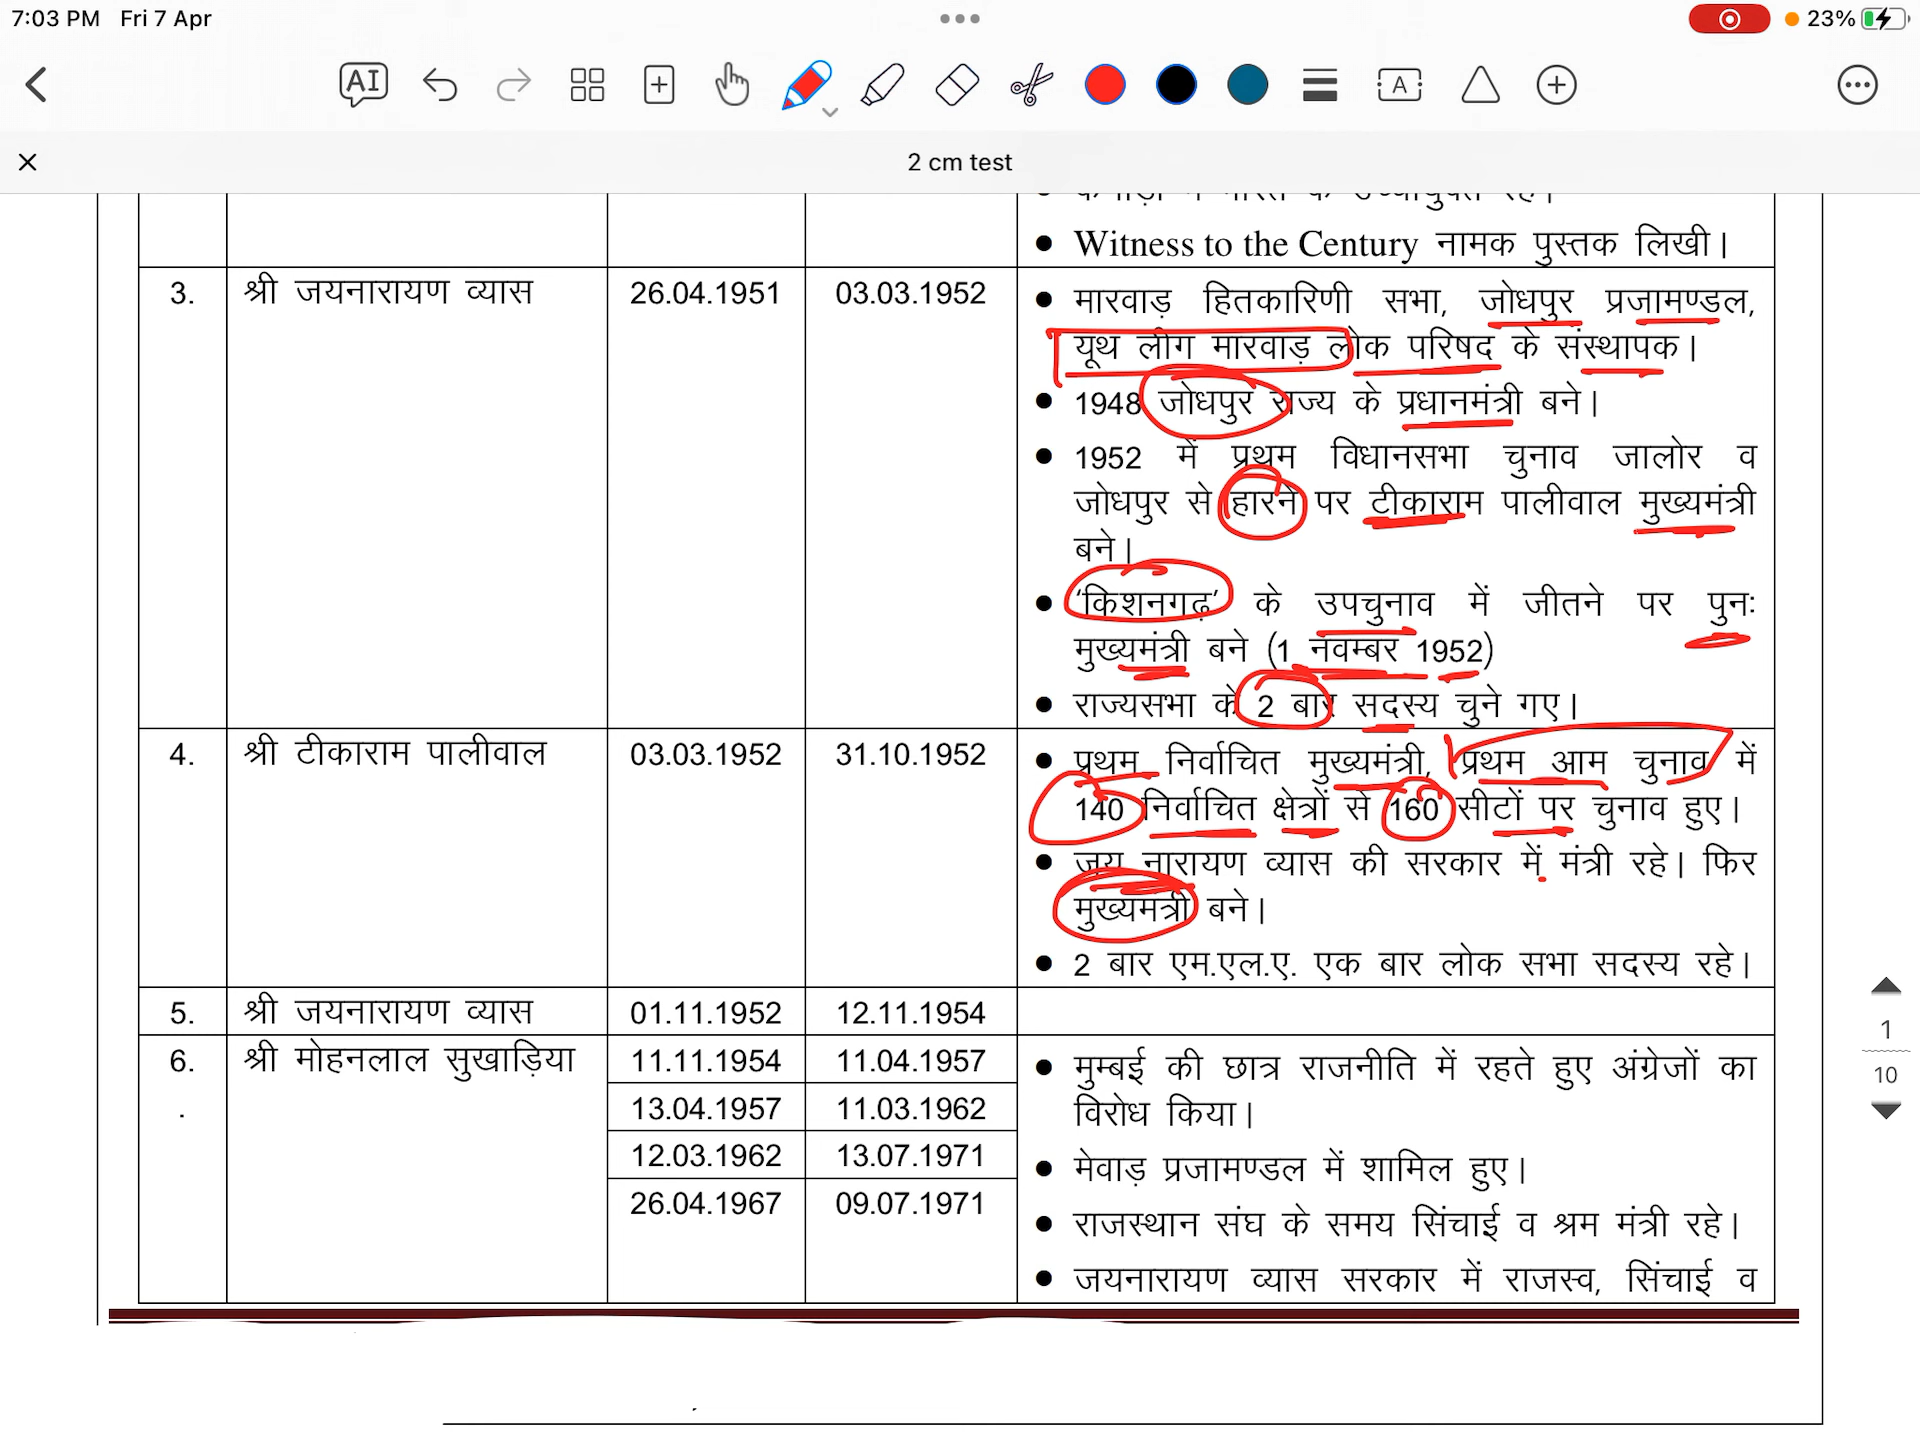 7:03 PM Fri 7 Apr
23%
AI
A
2 cm test
● Witness to the Century नामक पुस्तक लिखी।
3. श्री जयनारायण व्यास 26.04.1951 03.03.1952
● मारवाड़ हितकारिणी सभा, जोधपुर प्रजामण्डल,
यूथ लीग मारवाड़ लोक परिषद के संस्थापक।
● 1948 जोधपुर राज्य के प्रधानमंत्री बने।
● 1952 में प्रथम विधानसभा चुनाव जालोर व
जोधपुर से हारने पर टीकाराम पालीवाल मुख्यमंत्री
बने।
● 'किशनगढ़' के उपचुनाव में जीतने पर पुनः
मुख्यमंत्री बने (1 नवम्बर 1952)
● राज्यसभा के 2 बार सदस्य चुने गए।
4. श्री टीकाराम पालीवाल 03.03.1952 31.10.1952
● प्रथम निर्वाचित मुख्यमंत्री, प्रथम आम चुनाव में
140 निर्वाचित क्षेत्रों से 160 सीटों पर चुनाव हुए।
● जय नारायण व्यास की सरकार में मंत्री रहे। फिर
मुख्यमंत्री बने।
● 2 बार एम.एल.ए. एक बार लोक सभा सदस्य रहे।
5. श्री जयनारायण व्यास 01.11.1952 12.11.1954
6. श्री मोहनलाल सुखाड़िया 11.11.1954 11.04.1957
.
13.04.1957 11.03.1962
12.03.1962 13.07.1971
26.04.1967 09.07.1971
● मुम्बई की छात्र राजनीति में रहते हुए अंग्रेजों का
विरोध किया।
● मेवाड़ प्रजामण्डल में शामिल हुए।
● राजस्थान संघ के समय सिंचाई व श्रम मंत्री रहे।
● जयनारायण व्यास सरकार में राजस्व, सिंचाई व
1
10